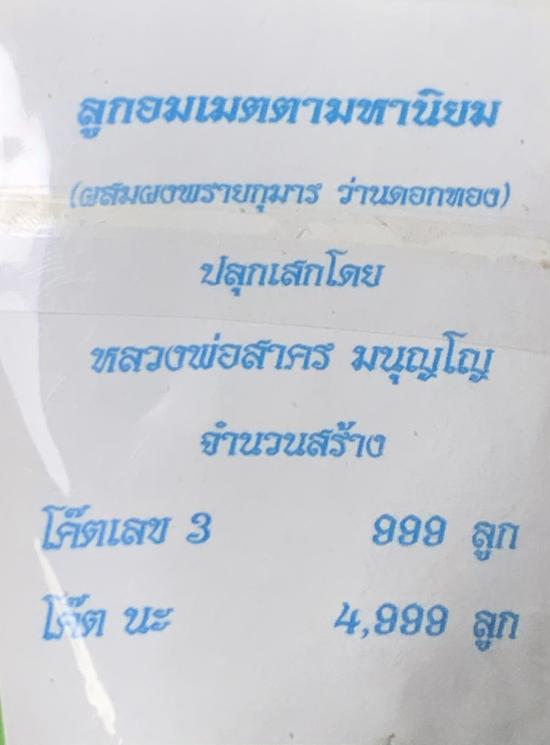 ลูกอมเมตตามหานิยม
(ผสมผงพรายกุมาร ว่านดอกทอง)
ปลุกเสกโดย
หลวงพ่อสาคร มนุญโญ
จำนวนสร้าง
โค๊ตเลข 3 999 ลูก
โค๊ต นะ 4,999 ลูก